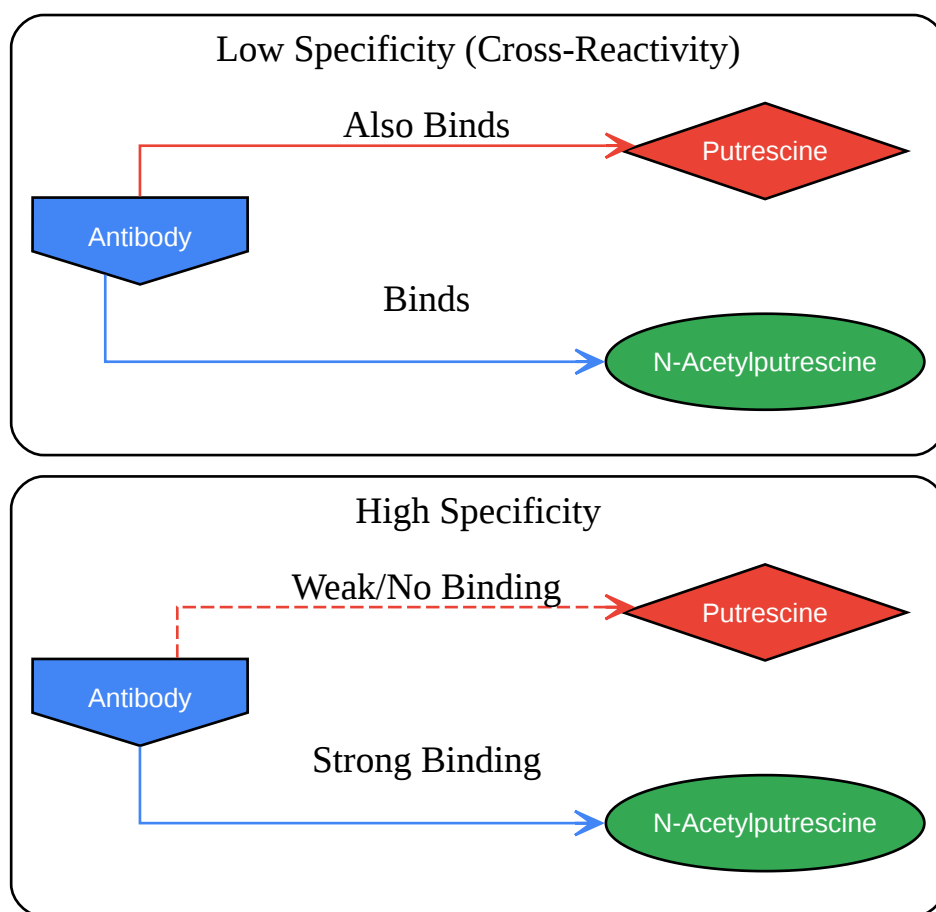 Low Specificity (Cross-Reactivity)
Also Binds
Putrescine
Antibody
Binds
N-Acetylputrescine
High Specificity
Weak/No Binding
Putrescine
Antibody
Strong Binding
N-Acetylputrescine